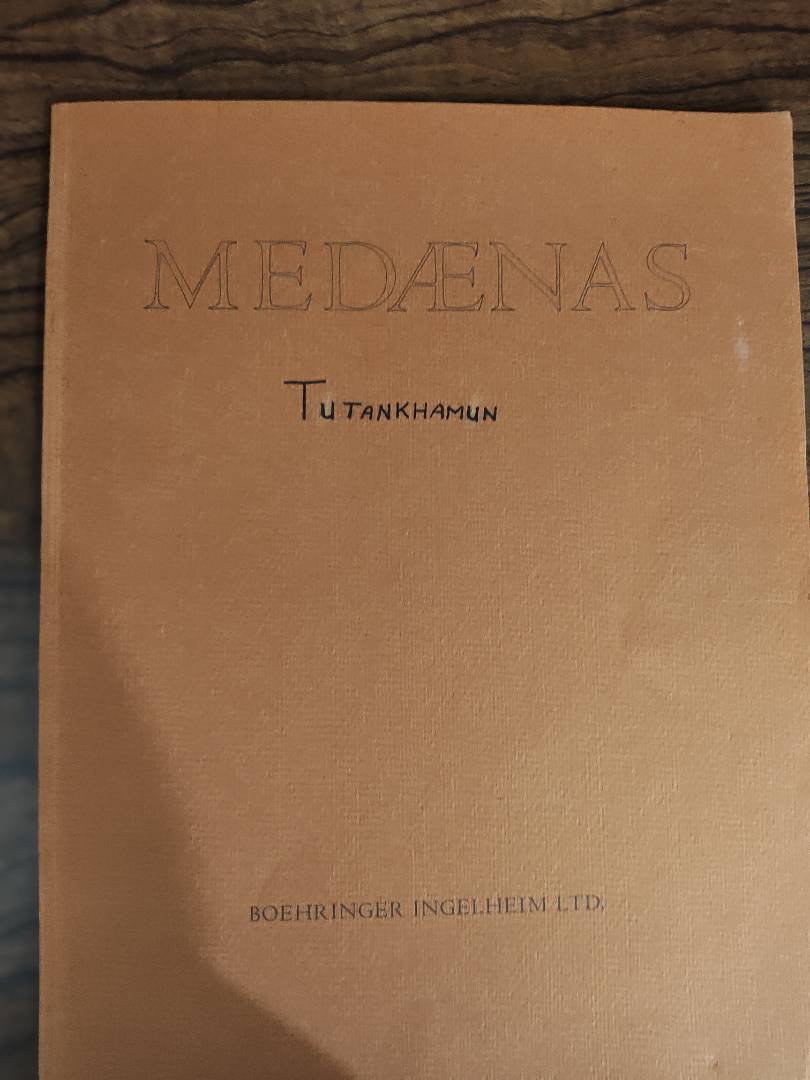 MEDÆNAS
TUTANKHAMUN
BOEHRINGER INGELHEIM LTD.